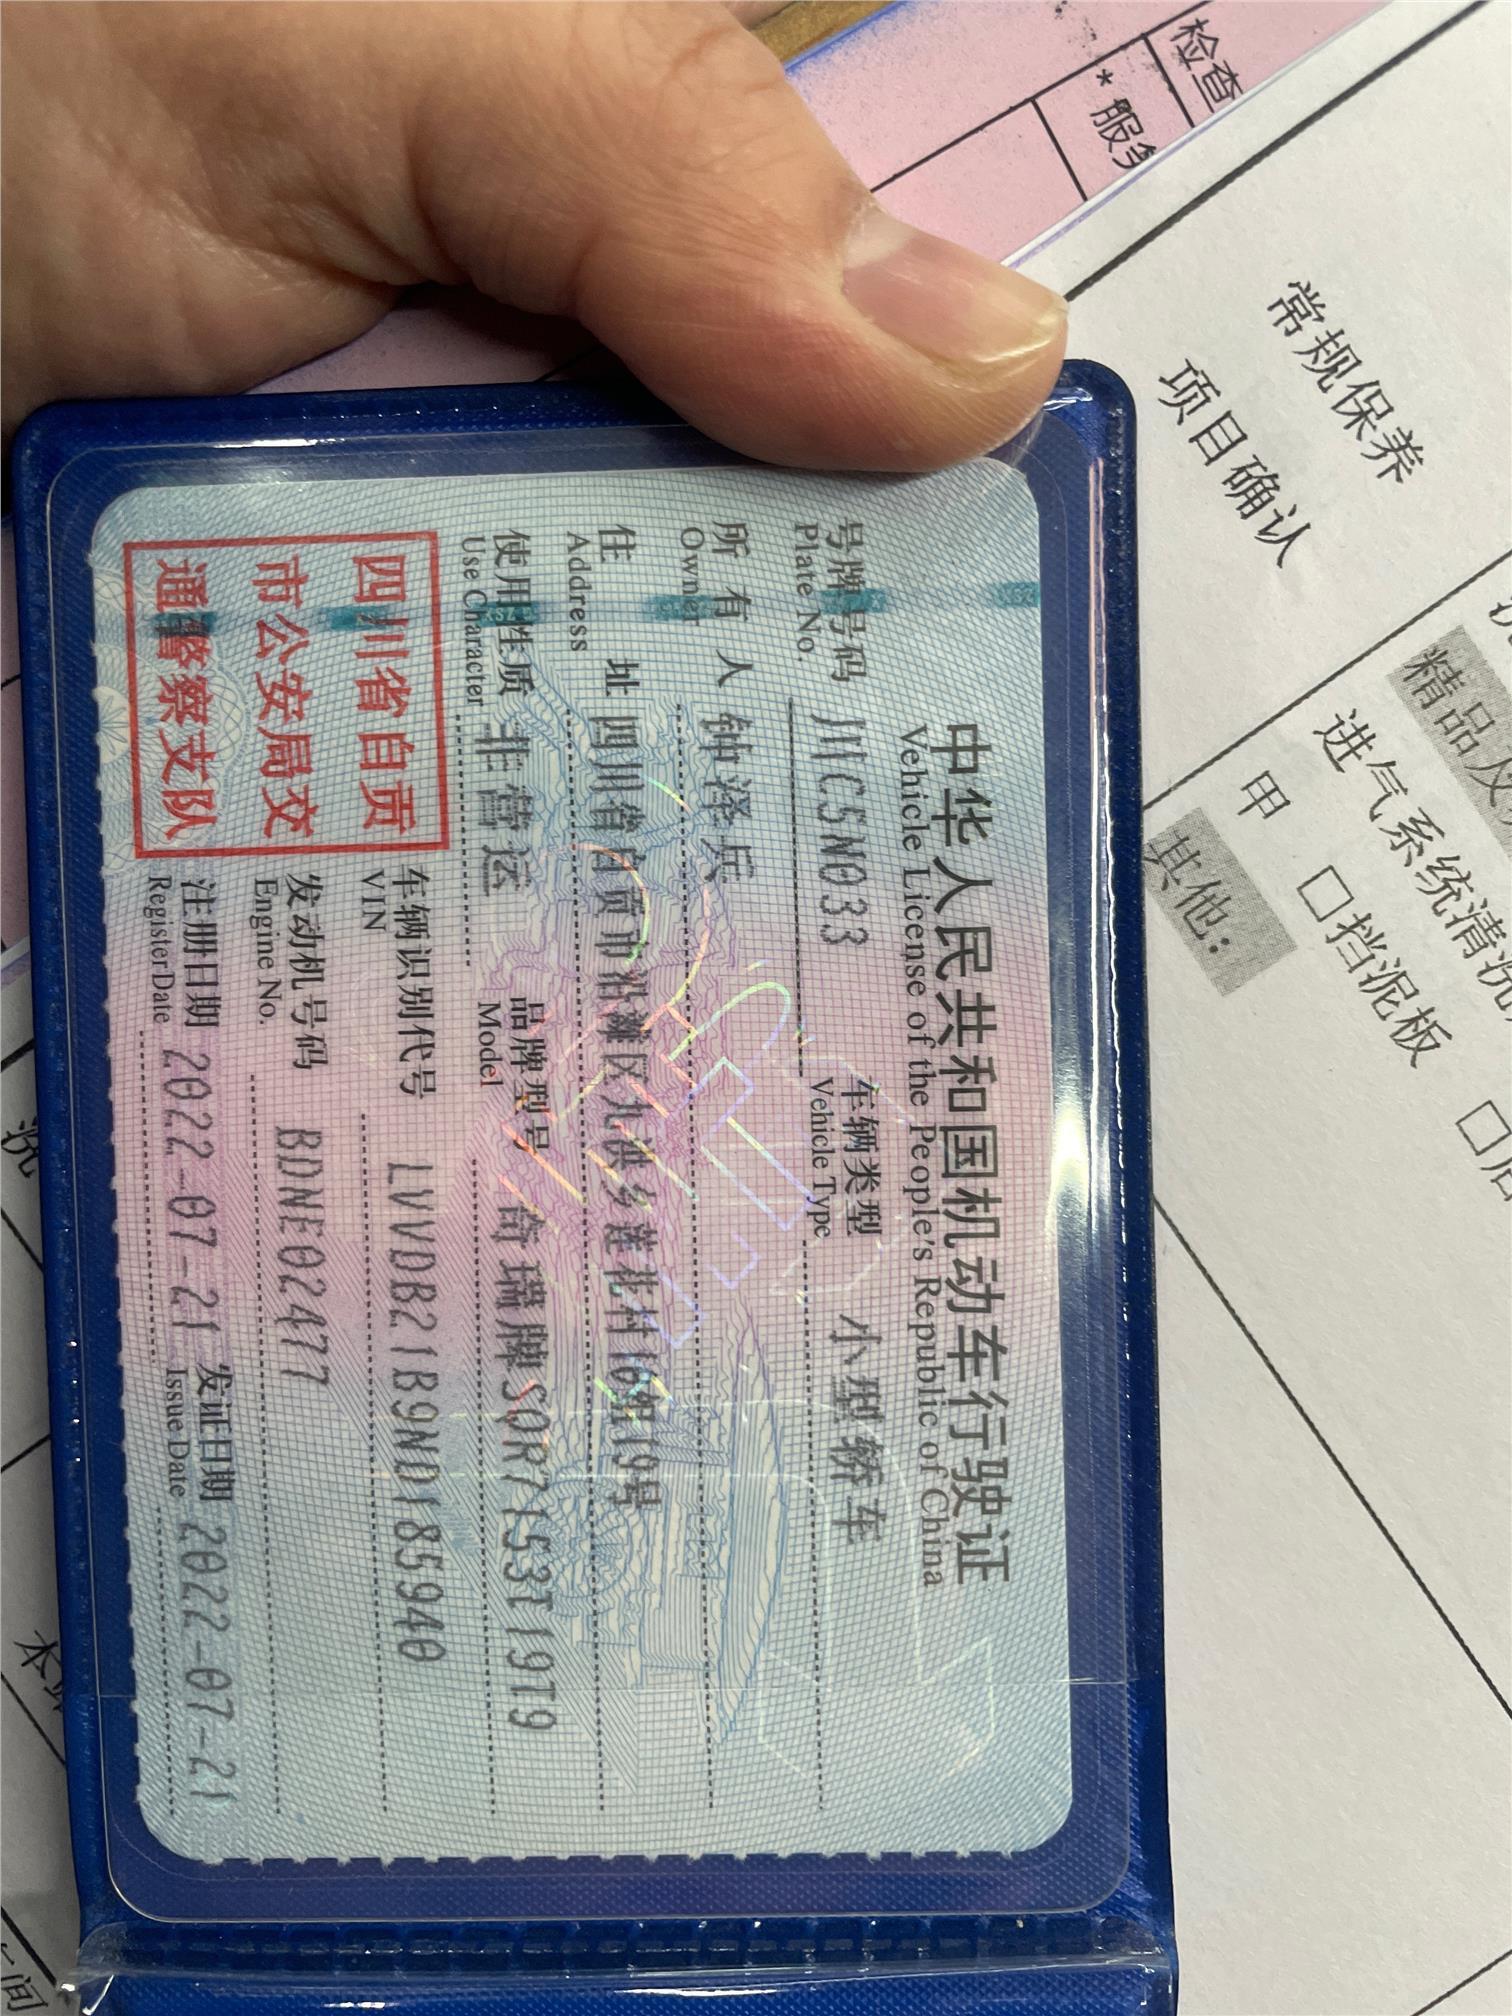 中华人民共和国机动车行驶证
Vehicle License of the People's Republic of China
号牌号码 川C5N033 车辆类型 小型轿车
Plate No. Vehicle Type
所有人 钟泽兵
Owner
住址 四川省自贡市沿滩区九洪乡莲花村10组19号
Address
使用性质 非营运 品牌型号 奇瑞牌SQR7153T19T9
Use Character Model
四川省自贡
市公安局交
通警察支队
车辆识别代号 LVVDB21B9ND185940
VIN
发动机号码 BDNE02477
Engine No.
注册日期 2022-07-21 发证日期 2022-07-21
Register Date Issue Date
检查
*服务
常规保养
项目确认
精品及
进气系统清洗
甲
□挡泥板
其他: